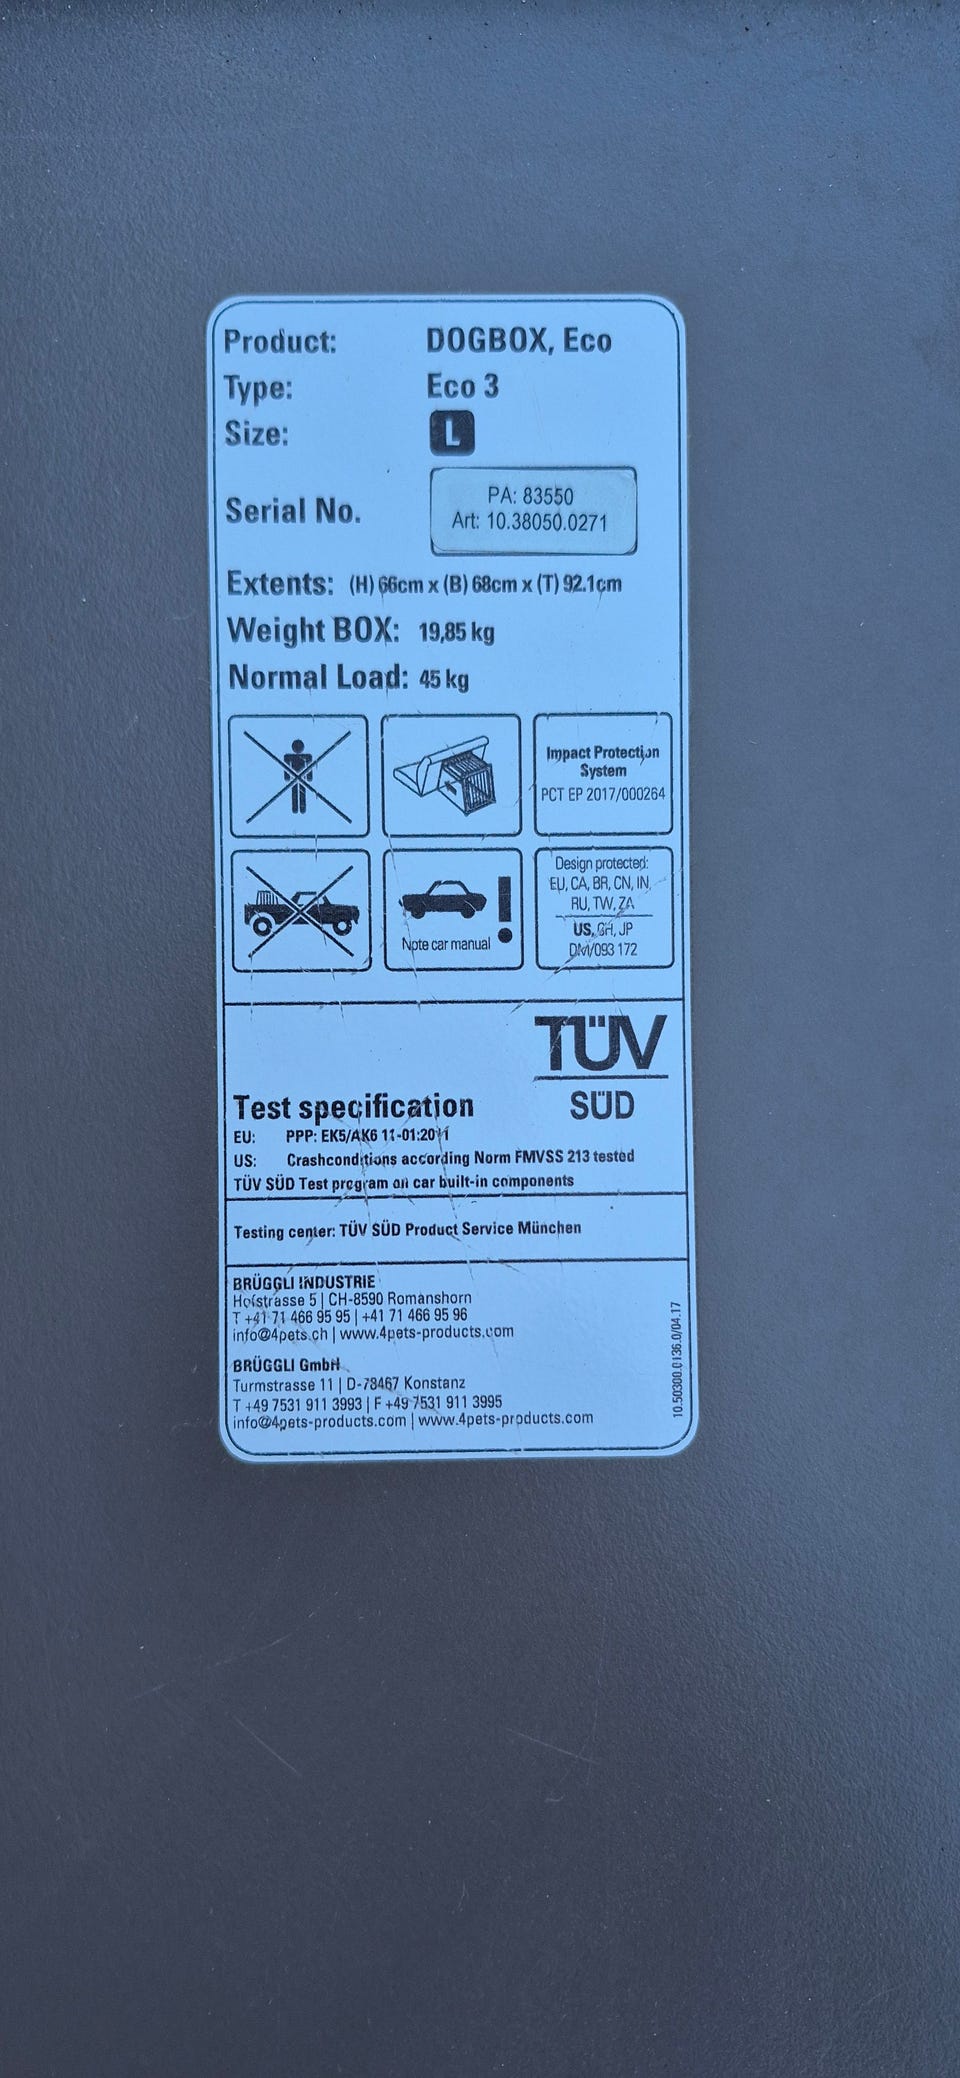 Product: DOGBOX, Eco
Type: Eco 3
Size: L
Serial No.
PA: 83550
Art: 10.38050.0271
Extents: (H) 66cm x (B) 68cm x (T) 92.1cm
Weight BOX: 19,85 kg
Normal Load: 45 kg
Impact Protection
System
PCT EP 2017/000264
Note car manual
Design protected:
EU, CA, BR, CN, IN,
RU, TW, ZA
US, CH, JP
DM/093 172
TÜV
SÜD
Test specification
EU: PPP: EK5/AK6 11-01:2011
US: Crashconditions according Norm FMVSS 213 tested
TÜV SÜD Test program on car built-in components
Testing center: TÜV SÜD Product Service München
BRÜGGLI INDUSTRIE
Hofstrasse 5 | CH-8590 Romanshorn
T +41 71 466 95 95 | +41 71 466 95 96
info@4pets.ch | www.4pets-products.com
BRÜGGLI GmbH
Turmstrasse 11 | D-78467 Konstanz
T +49 7531 911 3993 | F +49 7531 911 3995
info@4pets-products.com | www.4pets-products.com
10.50300.0136.0/04.17